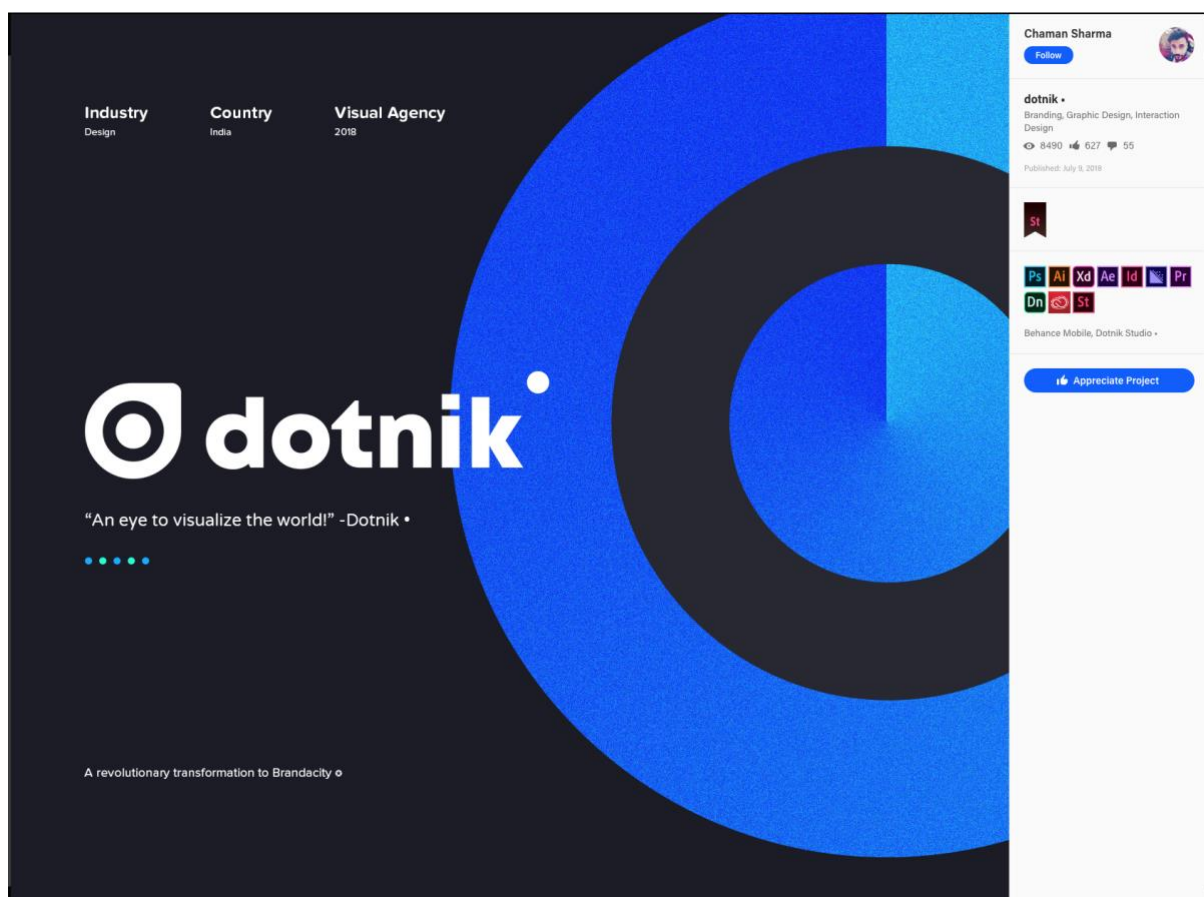 Industry
Design
Country
India
Visual Agency
2018
dotnik
“An eye to visualize the world!” -Dotnik •
A revolutionary transformation to Brandacity
Chaman Sharma
Follow
dotnik •
Branding, Graphic Design, Interaction
Design
8490 627 55
Published: July 9, 2018
St
Ps Ai Xd Ae Id Pr
Dn St
Behance Mobile, Dotnik Studio •
Appreciate Project